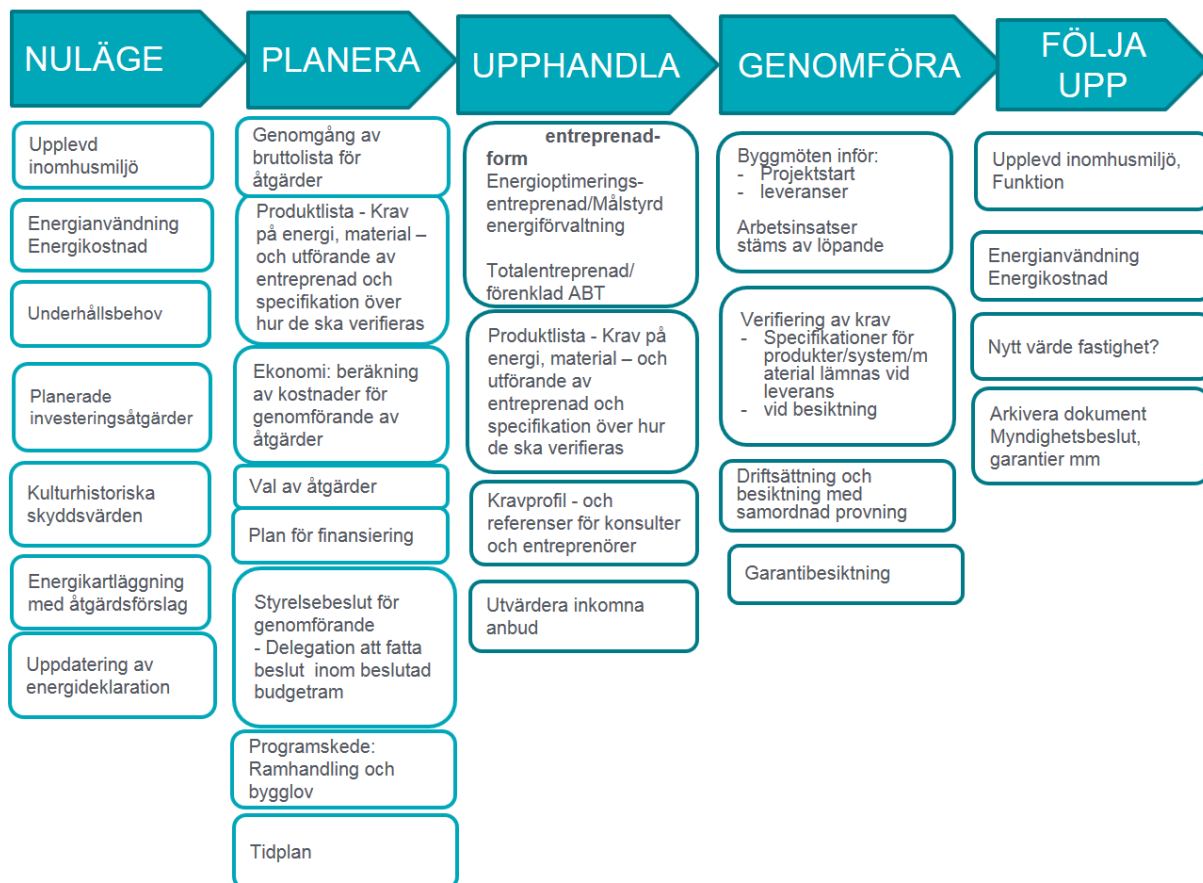 NULÄGE
PLANERA
UPPHANDLA
GENOMFÖRA
FÖLJA
UPP
Upplevd
inomhusmiljö
Energianvändning
Energikostnad
Underhållsbehov
Planerade
investeringsåtgärder
Kulturhistoriska
skyddsvärden
Energikartläggning
med åtgärdsförslag
Uppdatering av
energideklaration
Genomgång av
bruttolista för
åtgärder
Produktlista - Krav
på energi, material –
och utförande av
entreprenad och
specifikation över
hur de ska verifieras
Ekonomi: beräkning
av kostnader för
genomförande av
åtgärder
Val av åtgärder
Plan för finansiering
Styrelsebeslut för
genomförande
- Delegation att fatta
beslut inom beslutad
budgetram
Programskede:
Ramhandling och
bygglov
Tidplan
entreprenad-
form
Energioptimerings-
entreprenad/Målstyrd
energiförvaltning
Totalentreprenad/
förenklad ABT
Produktlista - Krav på
energi, material – och
utförande av
entreprenad och
specifikation över hur
de ska verifieras
Kravprofil - och
referenser för konsulter
och entreprenörer
Utvärdera inkomna
anbud
Byggmöten inför:
- Projektstart
- leveranser
Arbetsinsatser
stäms av löpande
Verifiering av krav
- Specifikationer för
produkter/system/m
aterial lämnas vid
leverans
- vid besiktning
Driftsättning och
besiktning med
samordnad provning
Garantibesiktning
Upplevd inomhusmiljö,
Funktion
Energianvändning
Energikostnad
Nytt värde fastighet?
Arkivera dokument
Myndighetsbeslut,
garantier mm